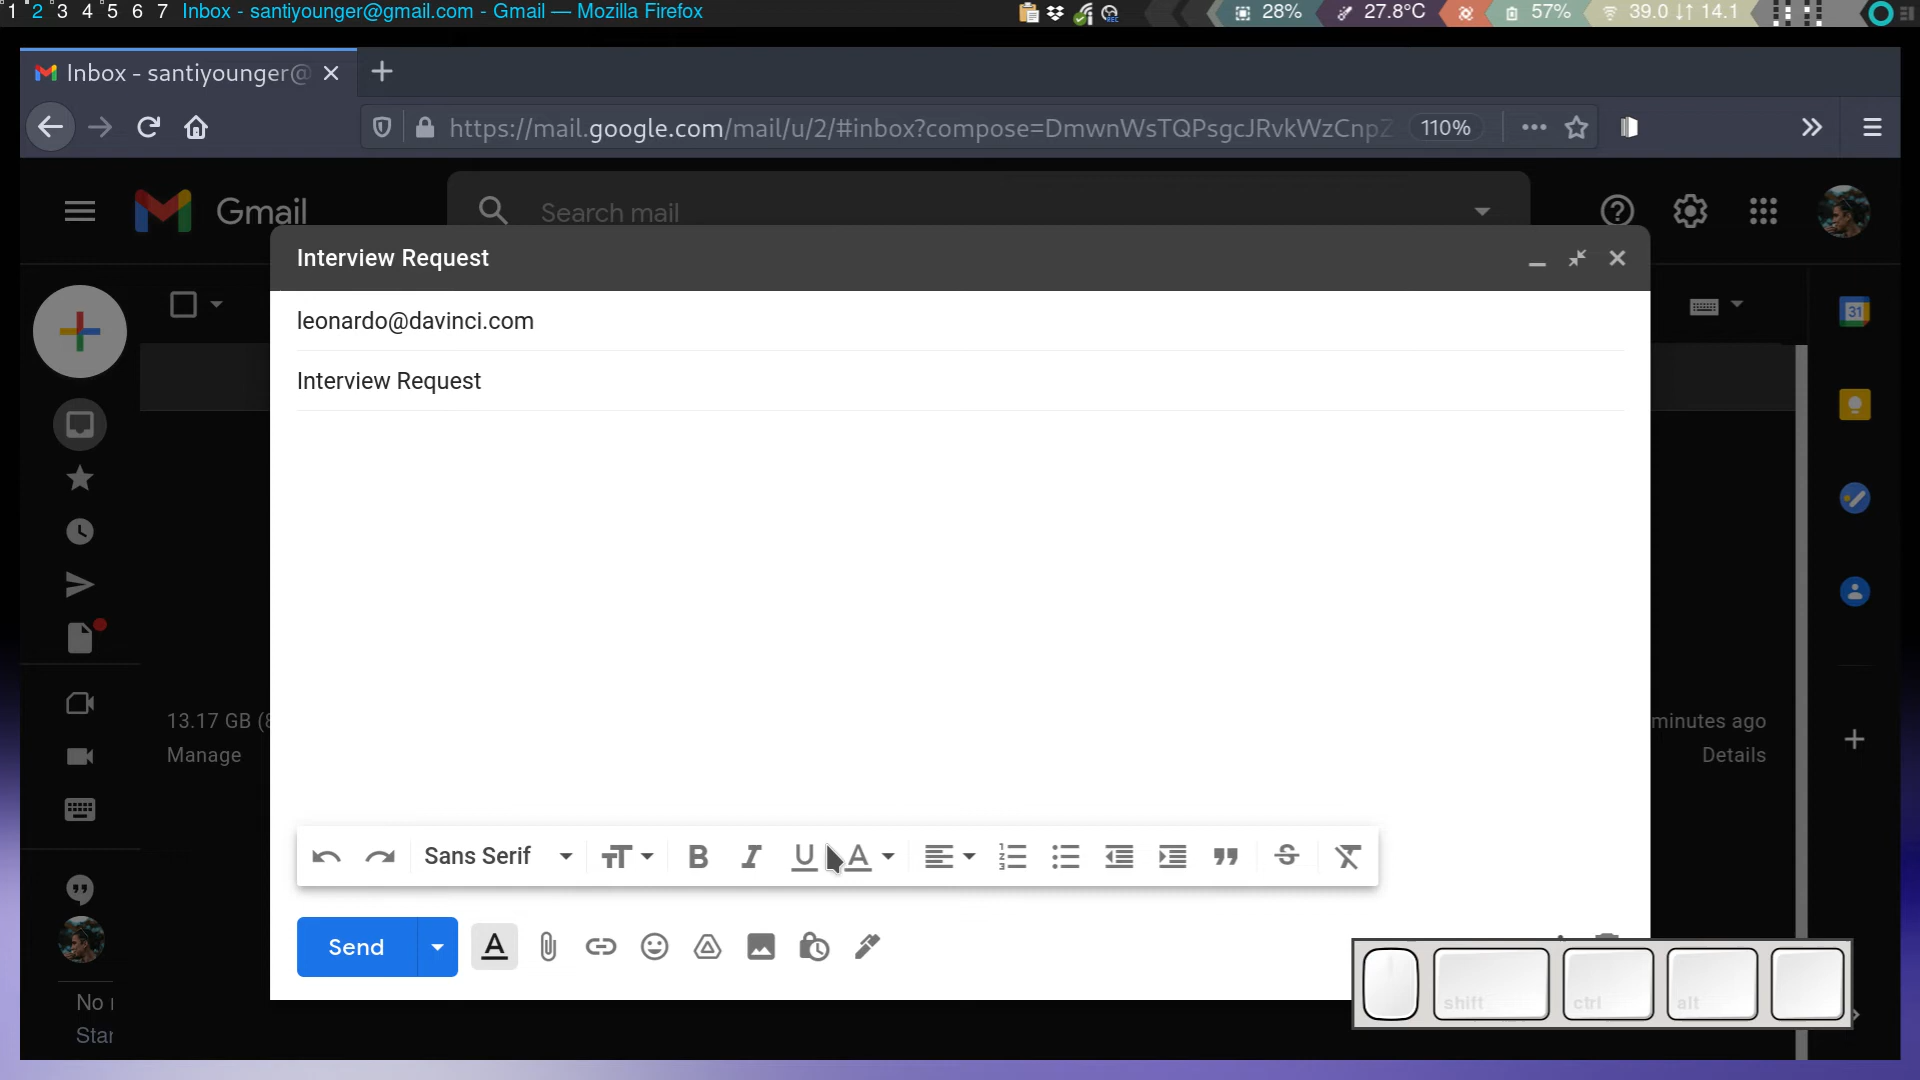 1 2 3 4 5 6 7 Inbox - santiyounger@gmail.com - Gmail — Mozilla Firefox 28% 27.8°C 57% 39.0 ↓↑ 14.1
Inbox - santiyounger@
https://mail.google.com/mail/u/2/#inbox?compose=DmwnWsTQPsgcJRvkWzCnpZ 110%
Gmail Search mail
Interview Request
leonardo@davinci.com
Interview Request
31
13.17 GB minutes ago
Manage Details
Sans Serif
Send
No
Star
shift ctrl alt